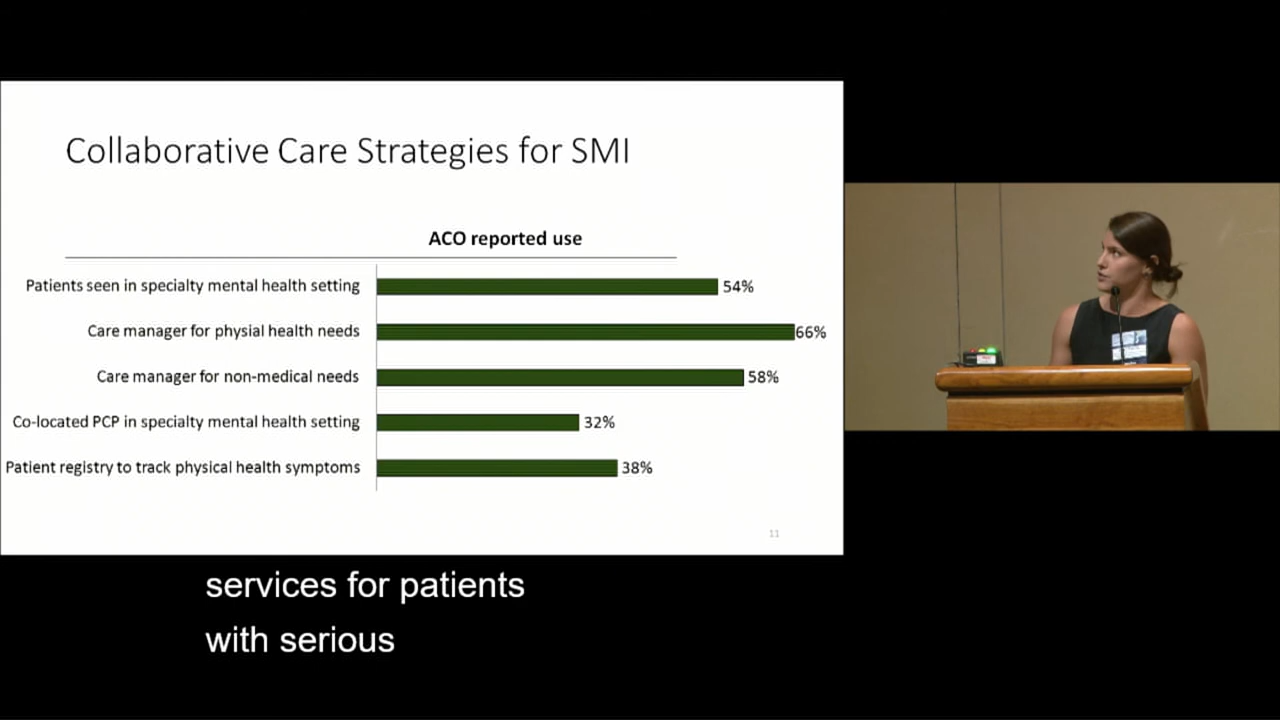 Collaborative Care Strategies for SMI
ACO reported use
Patients seen in specialty mental health setting 54%
Care manager for physial health needs 66%
Care manager for non-medical needs 58%
Co-located PCP in specialty mental health setting 32%
Patient registry to track physical health symptoms 38%
11
services for patients
with serious